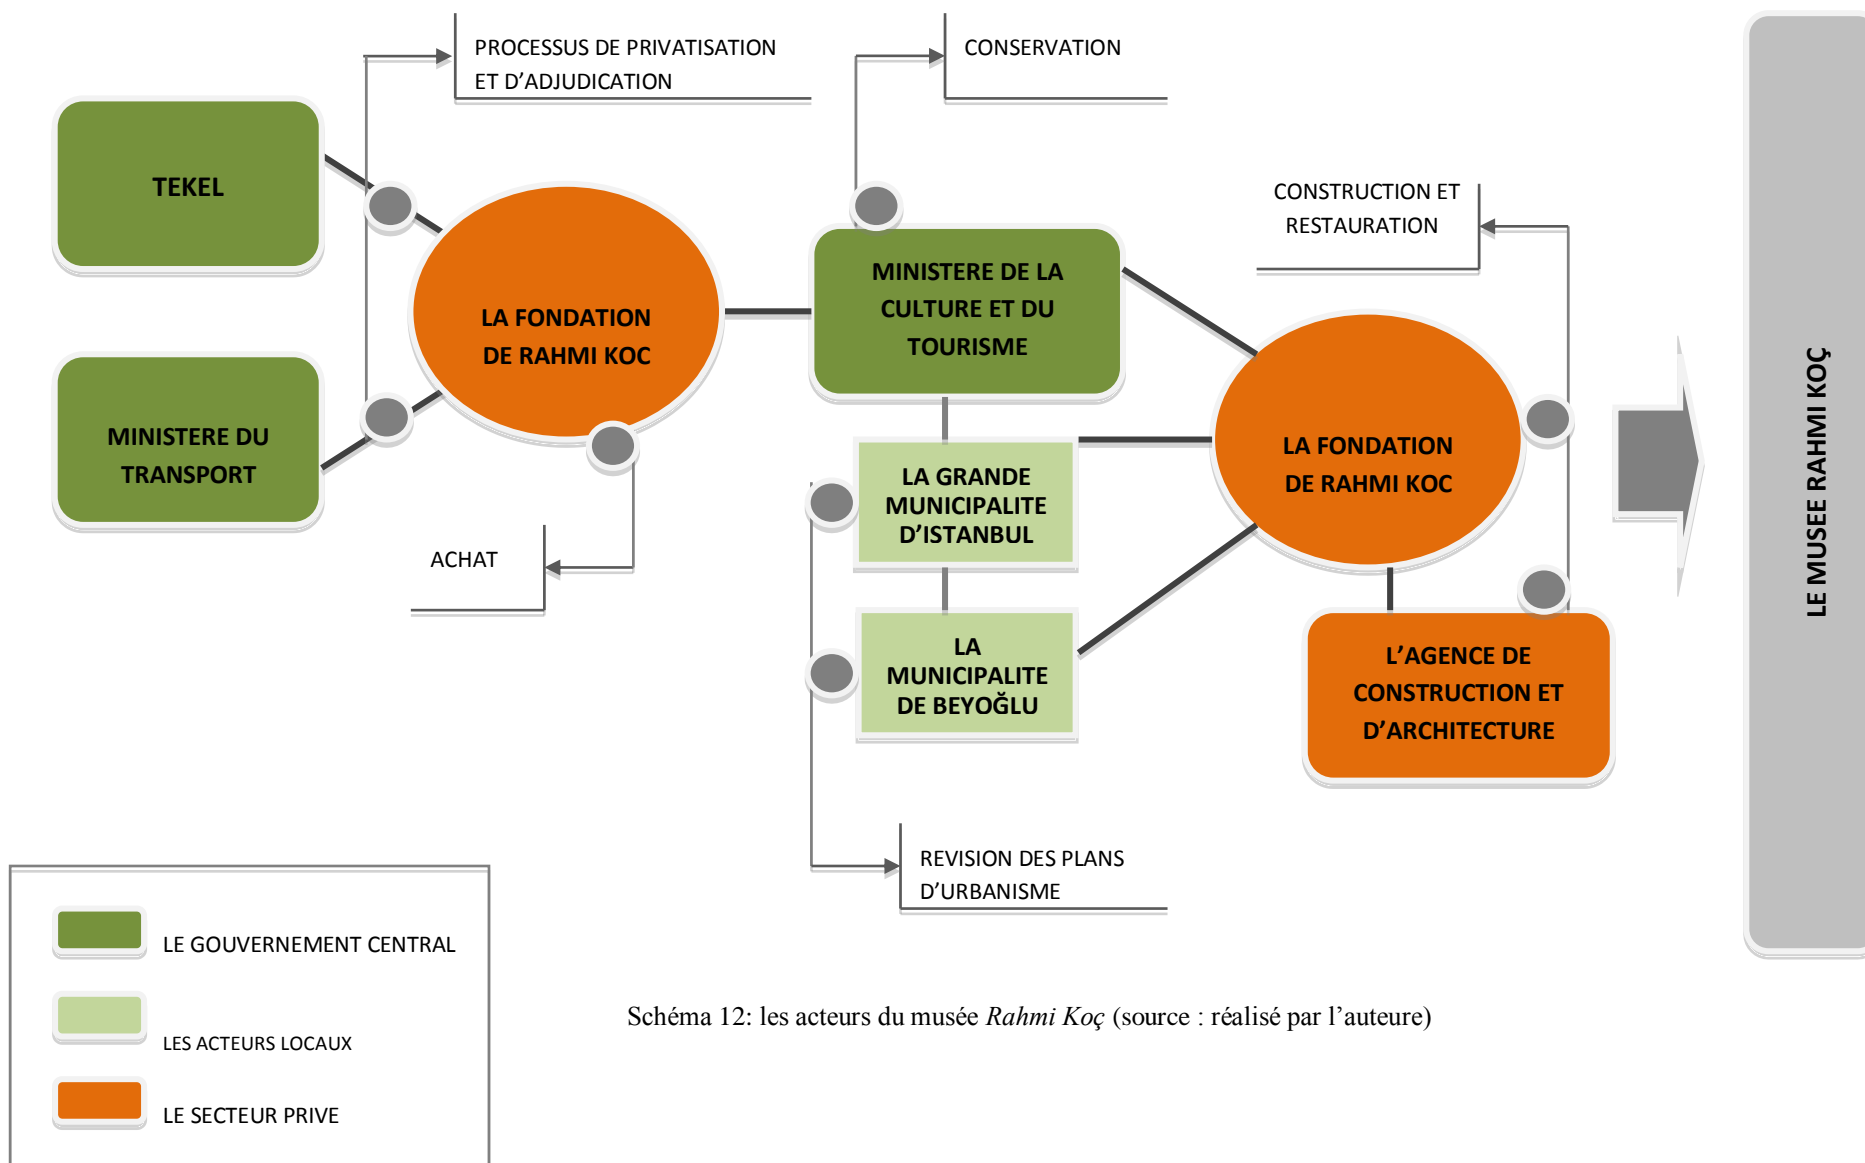 PROCESSUS DE PRIVATISATION
ET D’ADJUDICATION
CONSERVATION
TEKEL
CONSTRUCTION ET
RESTAURATION
LA FONDATION
DE RAHMI KOC
MINISTERE DE LA
CULTURE ET DU
TOURISME
MINISTERE DU
TRANSPORT
LA GRANDE
MUNICIPALITE
D’ISTANBUL
LA FONDATION
DE RAHMI KOC
LE MUSEE RAHMI KOÇ
ACHAT
LA
MUNICIPALITE
DE BEYOĞLU
L’AGENCE DE
CONSTRUCTION ET
D’ARCHITECTURE
REVISION DES PLANS
D’URBANISME
LE GOUVERNEMENT CENTRAL
LES ACTEURS LOCAUX
LE SECTEUR PRIVE
Schéma 12: les acteurs du musée Rahmi Koç (source : réalisé par l’auteure)